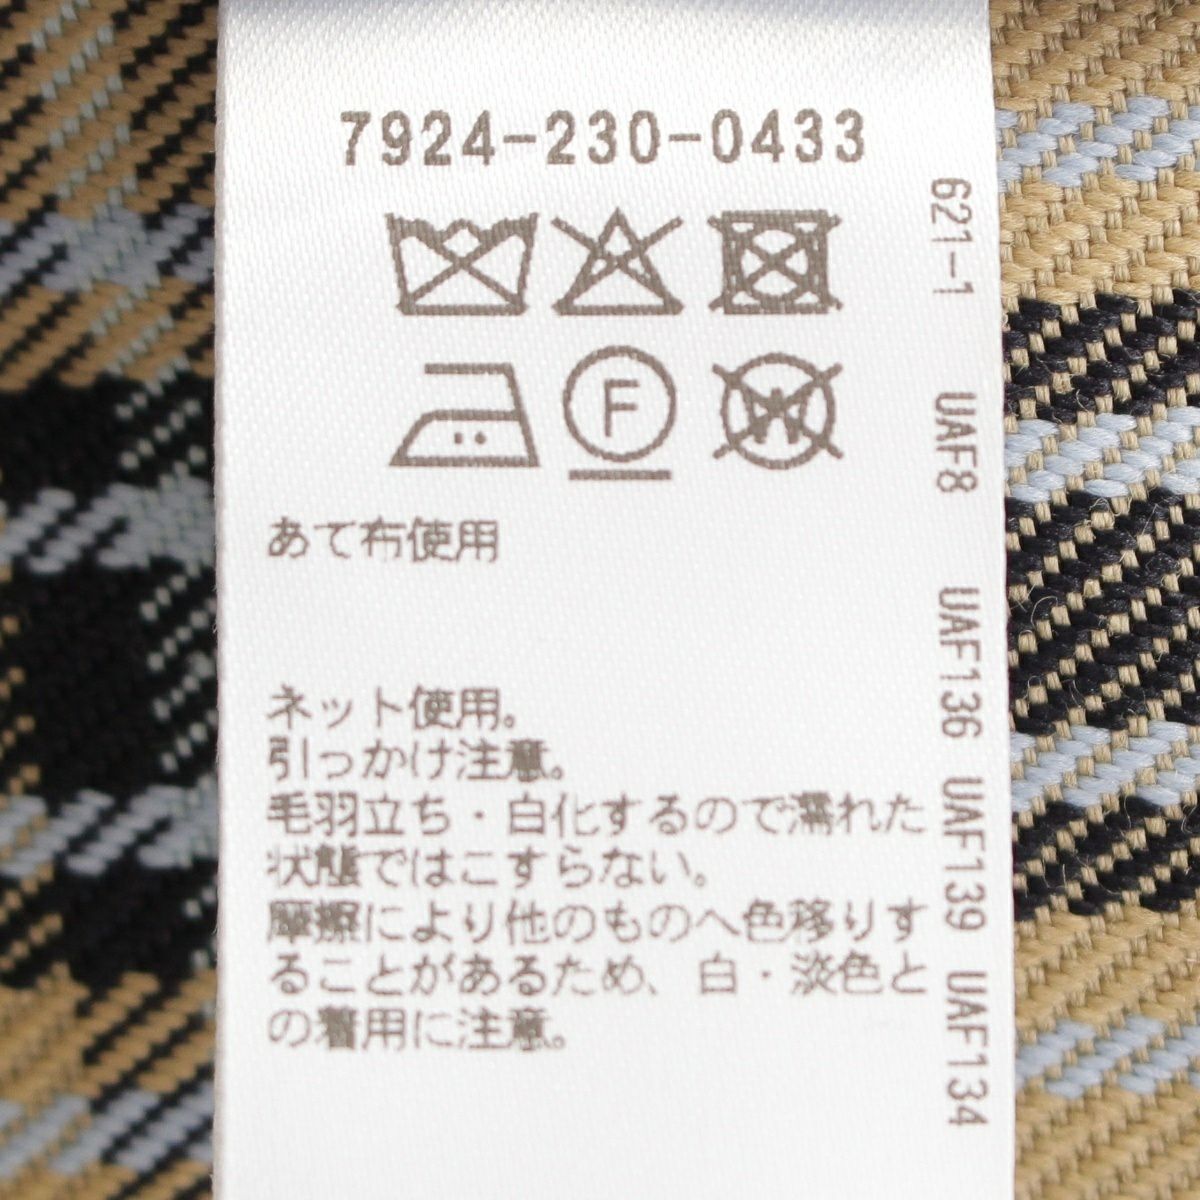 7924-230-0433
F
W
あて布使用
ネット使用。
引っかけ注意。
毛羽立ち・白化するので濡れた
状態ではこすらない。
摩擦により他のものへ色移りす
ることがあるため、白・淡色と
の着用に注意。
621-1 UAF8 UAF136 UAF139 UAF134